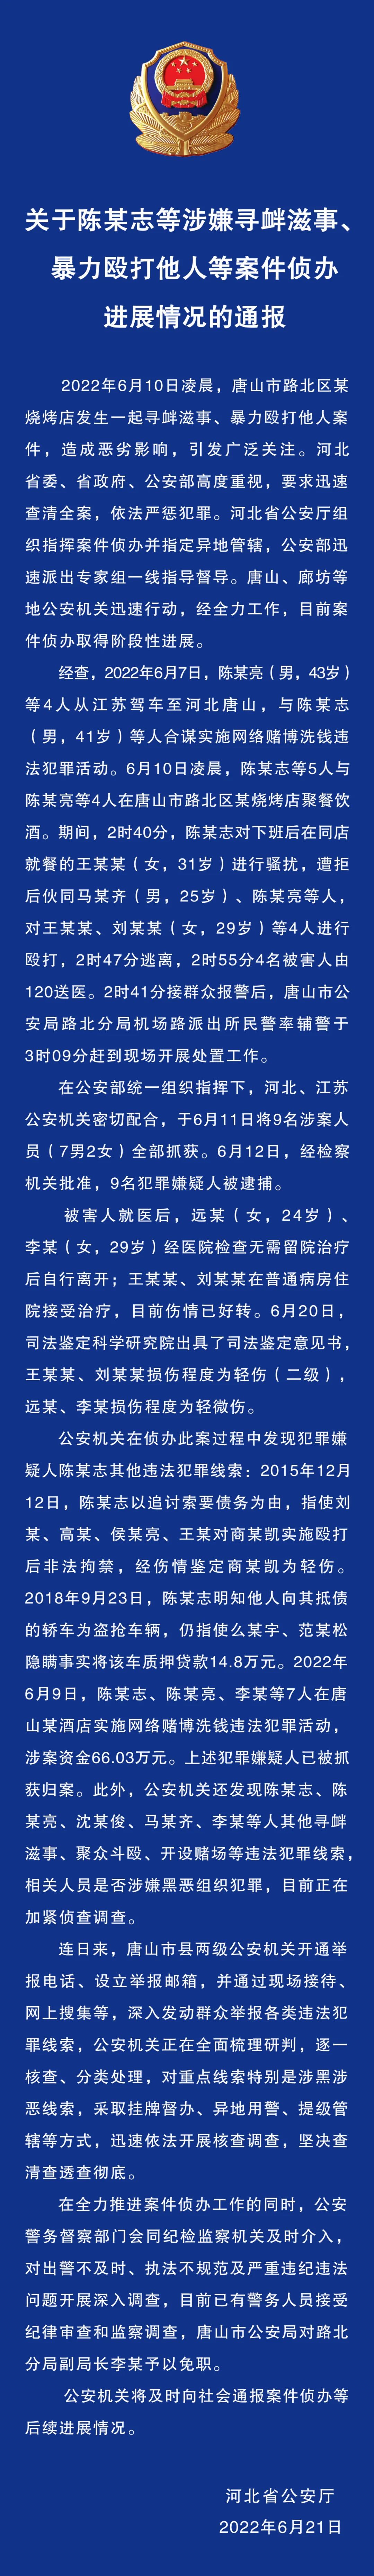 关于陈某志等涉嫌寻衅滋事、
暴力殴打他人等案件侦办
进展情况的通报
2022年6月10日凌晨，唐山市路北区某
烧烤店发生一起寻衅滋事、暴力殴打他人案
件，造成恶劣影响，引发广泛关注。河北
省委、省政府、公安部高度重视，要求迅速
查清全案，依法严惩犯罪。河北省公安厅组
织指挥案件侦办并指定异地管辖，公安部迅
速派出专家组一线指导督导。唐山、廊坊等
地公安机关迅速行动，经全力工作，目前案
件侦办取得阶段性进展。
经查，2022年6月7日，陈某亮（男，43岁）
等4人从江苏驾车至河北唐山，与陈某志
（男，41岁）等人合谋实施网络赌博洗钱违
法犯罪活动。6月10日凌晨，陈某志等5人与
陈某亮等4人在唐山市路北区某烧烤店聚餐饮
酒。期间，2时40分，陈某志对下班后在同店
就餐的王某某（女，31岁）进行骚扰，遭拒
后伙同马某齐（男，25岁）、陈某亮等人，
对王某某、刘某某（女，29岁）等4人进行
殴打，2时47分逃离，2时55分4名被害人由
120送医。2时41分接群众报警后，唐山市公
安局路北分局机场路派出所民警率辅警于
3时09分赶到现场开展处置工作。
在公安部统一组织指挥下，河北、江苏
公安机关密切配合，于6月11日将9名涉案人
员（7男2女）全部抓获。6月12日，经检察
机关批准，9名犯罪嫌疑人被逮捕。
被害人就医后，远某（女，24岁）、
李某（女，29岁）经医院检查无需留院治疗
后自行离开；王某某、刘某某在普通病房住
院接受治疗，目前伤情已好转。6月20日，
司法鉴定科学研究院出具了司法鉴定意见书，
王某某、刘某某损伤程度为轻伤（二级），
远某、李某损伤程度为轻微伤。
公安机关在侦办此案过程中发现犯罪嫌
疑人陈某志其他违法犯罪线索：2015年12月
12日，陈某志以追讨索要债务为由，指使刘
某、高某、侯某亮、王某对商某凯实施殴打
后非法拘禁，经伤情鉴定商某凯为轻伤。
2018年9月23日，陈某志明知他人向其抵债
的轿车为盗抢车辆，仍指使么某宇、范某松
隐瞒事实将该车质押贷款14.8万元。2022年
6月9日，陈某志、陈某亮、李某等7人在唐
山某酒店实施网络赌博洗钱违法犯罪活动，
涉案资金66.03万元。上述犯罪嫌疑人已被抓
获归案。此外，公安机关还发现陈某志、陈
某亮、沈某俊、马某齐、李某等人其他寻衅
滋事、聚众斗殴、开设赌场等违法犯罪线索，
相关人员是否涉嫌黑恶组织犯罪，目前正在
加紧侦查调查。
连日来，唐山市县两级公安机关开通举
报电话、设立举报邮箱，并通过现场接待、
网上搜集等，深入发动群众举报各类违法犯
罪线索，公安机关正在全面梳理研判，逐一
核查、分类处理，对重点线索特别是涉黑涉
恶线索，采取挂牌督办、异地用警、提级管
辖等方式，迅速依法开展核查调查，坚决查
清查透查彻底。
在全力推进案件侦办工作的同时，公安
警务督察部门会同纪检监察机关及时介入，
对出警不及时、执法不规范及严重违纪违法
问题开展深入调查，目前已有警务人员接受
纪律审查和监察调查，唐山市公安局对路北
分局副局长李某予以免职。
公安机关将及时向社会通报案件侦办等
后续进展情况。
河北省公安厅
2022年6月21日